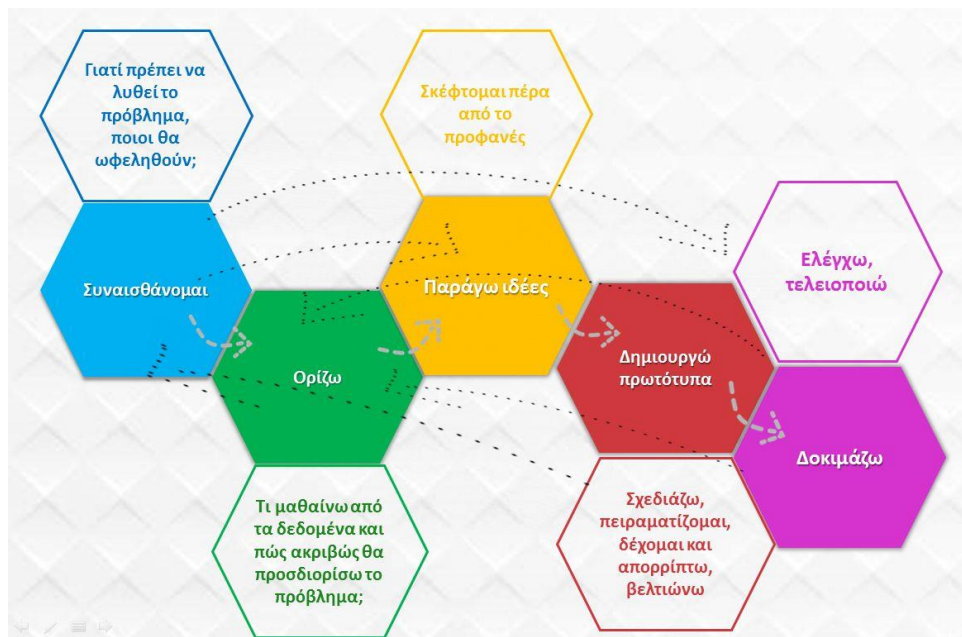 Γιατί πρέπει να
λυθεί το
πρόβλημα,
ποιοι θα
ωφεληθούν;
Συναισθάνομαι
Τι μαθαίνω από
τα δεδομένα και
πώς ακριβώς θα
προσδιορίσω το
πρόβλημα;
Ορίζω
Σκέφτομαι πέρα
από το
προφανές
Παράγω ιδέες
Δημιουργώ
πρωτότυπα
Σχεδιάζω,
πειραματίζομαι,
δέχομαι και
απορρίπτω,
βελτιώνω
Ελέγχω,
τελειοποιώ
Δοκιμάζω